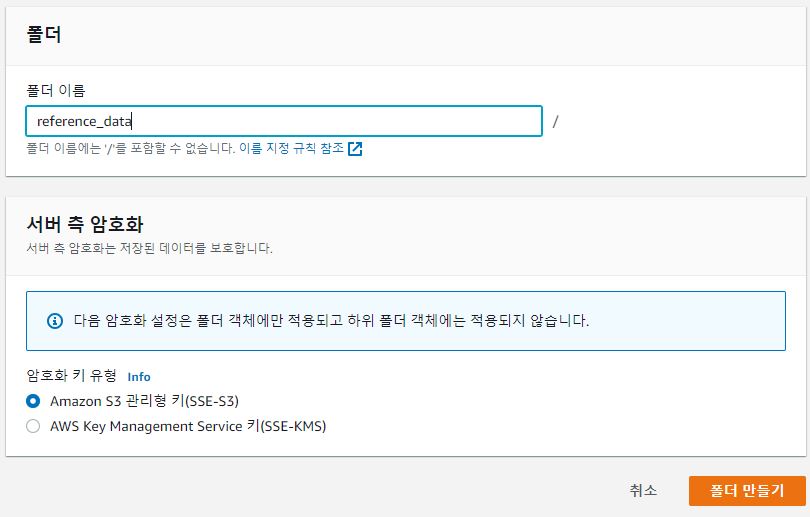 폴더
폴더 이름
reference_data /
폴더 이름에는 '/'를 포함할 수 없습니다. 이름 지정 규칙 참조
서버 측 암호화
서버 측 암호화는 저장된 데이터를 보호합니다.
다음 암호화 설정은 폴더 객체에만 적용되고 하위 폴더 객체에는 적용되지 않습니다.
암호화 키 유형 Info
Amazon S3 관리형 키(SSE-S3)
AWS Key Management Service 키(SSE-KMS)
취소 폴더 만들기